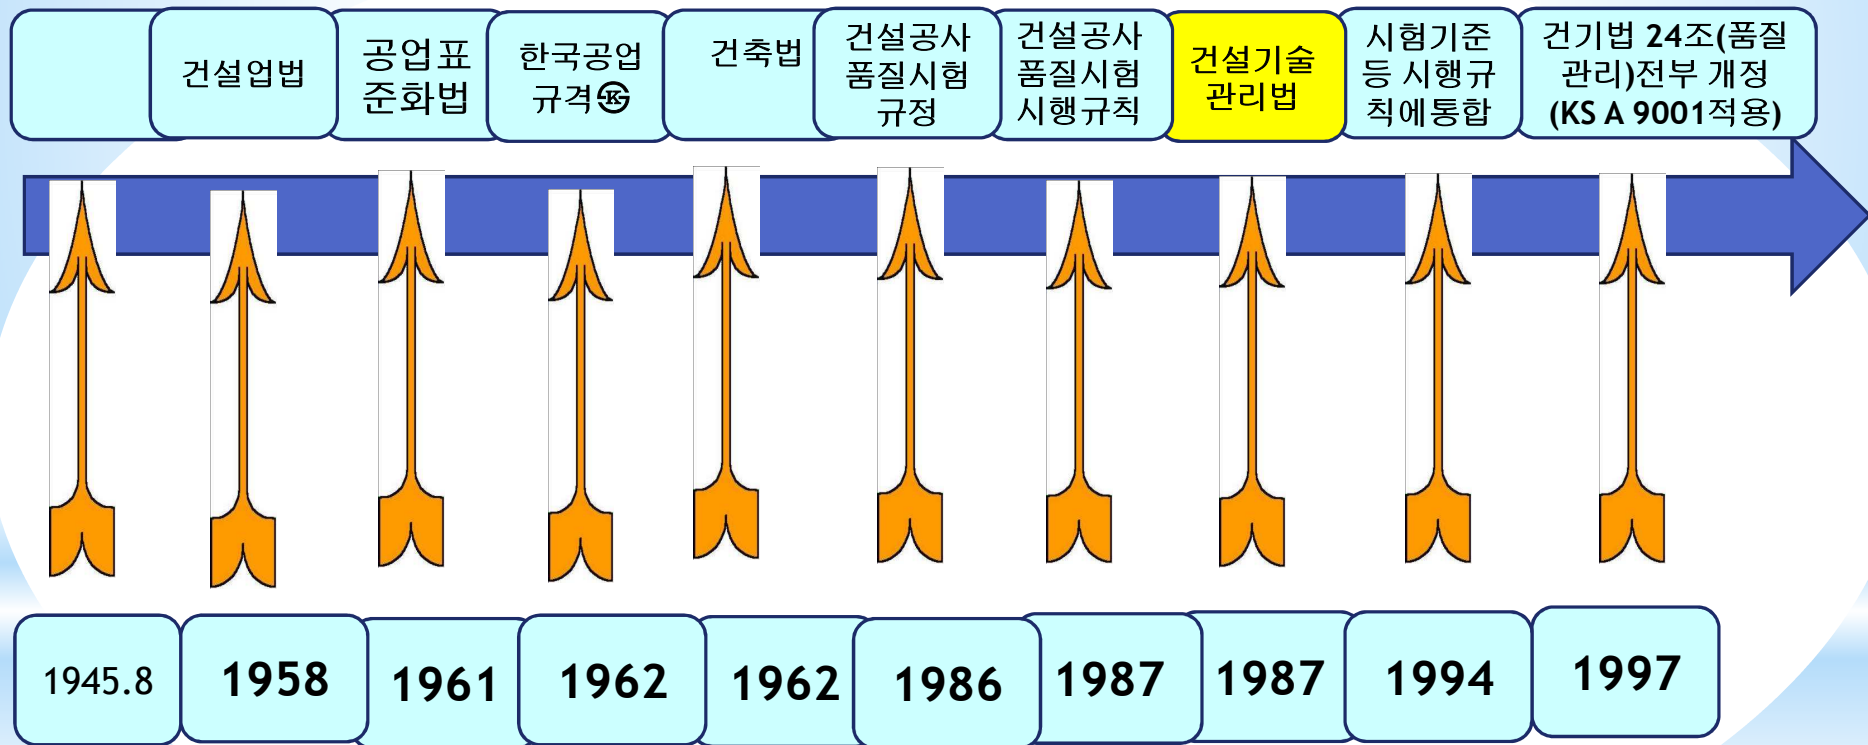 건설업법
공업표
준화법
한국공업
규격㉿
건축법
건설공사
품질시험
규정
건설공사
품질시험
시행규칙
건설기술
관리법
시험기준
등 시행규
칙에통합
건기법 24조(품질
관리)전부 개정
(KS A 9001적용)
1945.8
1958
1961
1962
1962
1986
1987
1987
1994
1997